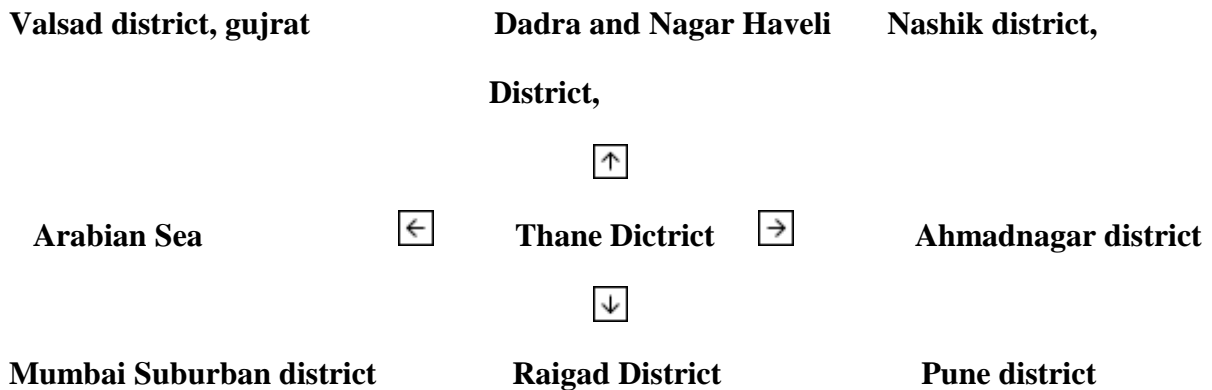 Valsad district, gujrat Dadra and Nagar Haveli Nashik district,
District,
↑
Arabian Sea ← Thane Dictrict → Ahmadnagar district
↓
Mumbai Suburban district Raigad District Pune district